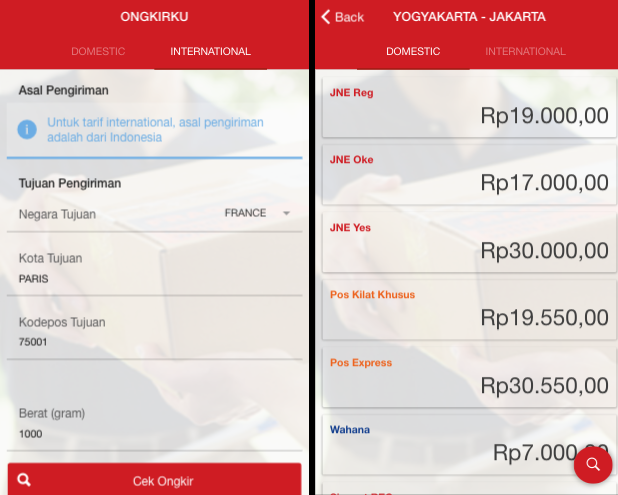 ONGKIRKU
DOMESTIC INTERNATIONAL
Asal Pengiriman
Untuk tarif international, asal pengiriman
adalah dari Indonesia
Tujuan Pengiriman
Negara Tujuan FRANCE
Kota Tujuan
PARIS
Kodepos Tujuan
75001
Berat (gram)
1000
Cek Ongkir
Back YOGYAKARTA - JAKARTA
DOMESTIC INTERNATIONAL
JNE Reg
Rp19.000,00
JNE Oke
Rp17.000,00
JNE Yes
Rp30.000,00
Pos Kilat Khusus
Rp19.550,00
Pos Express
Rp30.550,00
Wahana